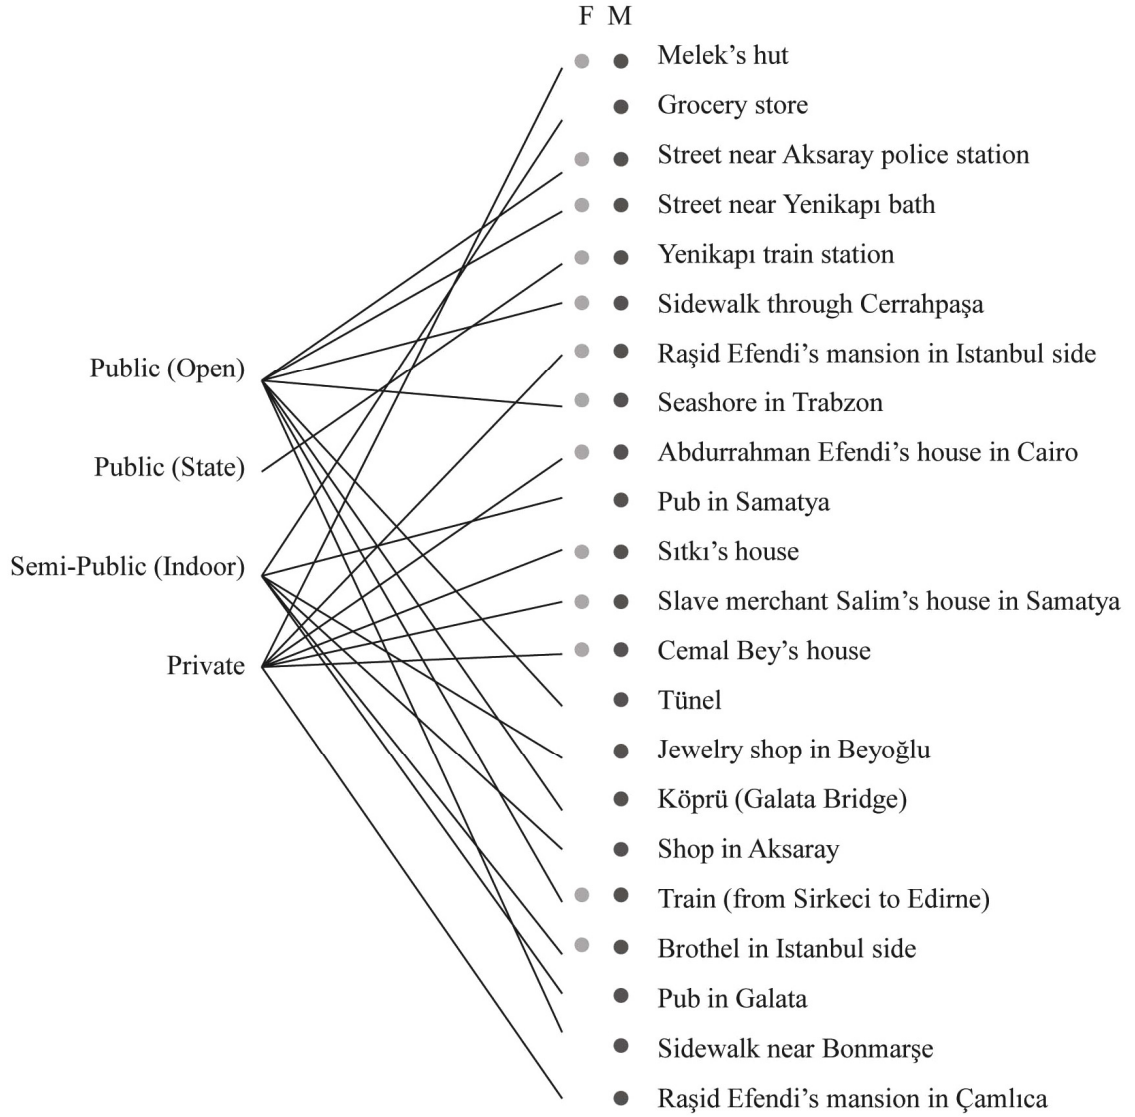 F M
Melek’s hut
Grocery store
Street near Aksaray police station
Street near Yenikapı bath
Yenikapı train station
Sidewalk through Cerrahpaşa
Raşid Efendi’s mansion in Istanbul side
Seashore in Trabzon
Abdurrahman Efendi’s house in Cairo
Pub in Samatya
Sıtkı’s house
Slave merchant Salim’s house in Samatya
Cemal Bey’s house
Tünel
Jewelry shop in Beyoğlu
Köprü (Galata Bridge)
Shop in Aksaray
Train (from Sirkeci to Edirne)
Brothel in Istanbul side
Pub in Galata
Sidewalk near Bonmarşe
Raşid Efendi’s mansion in Çamlıca
Public (Open)
Public (State)
Semi-Public (Indoor)
Private